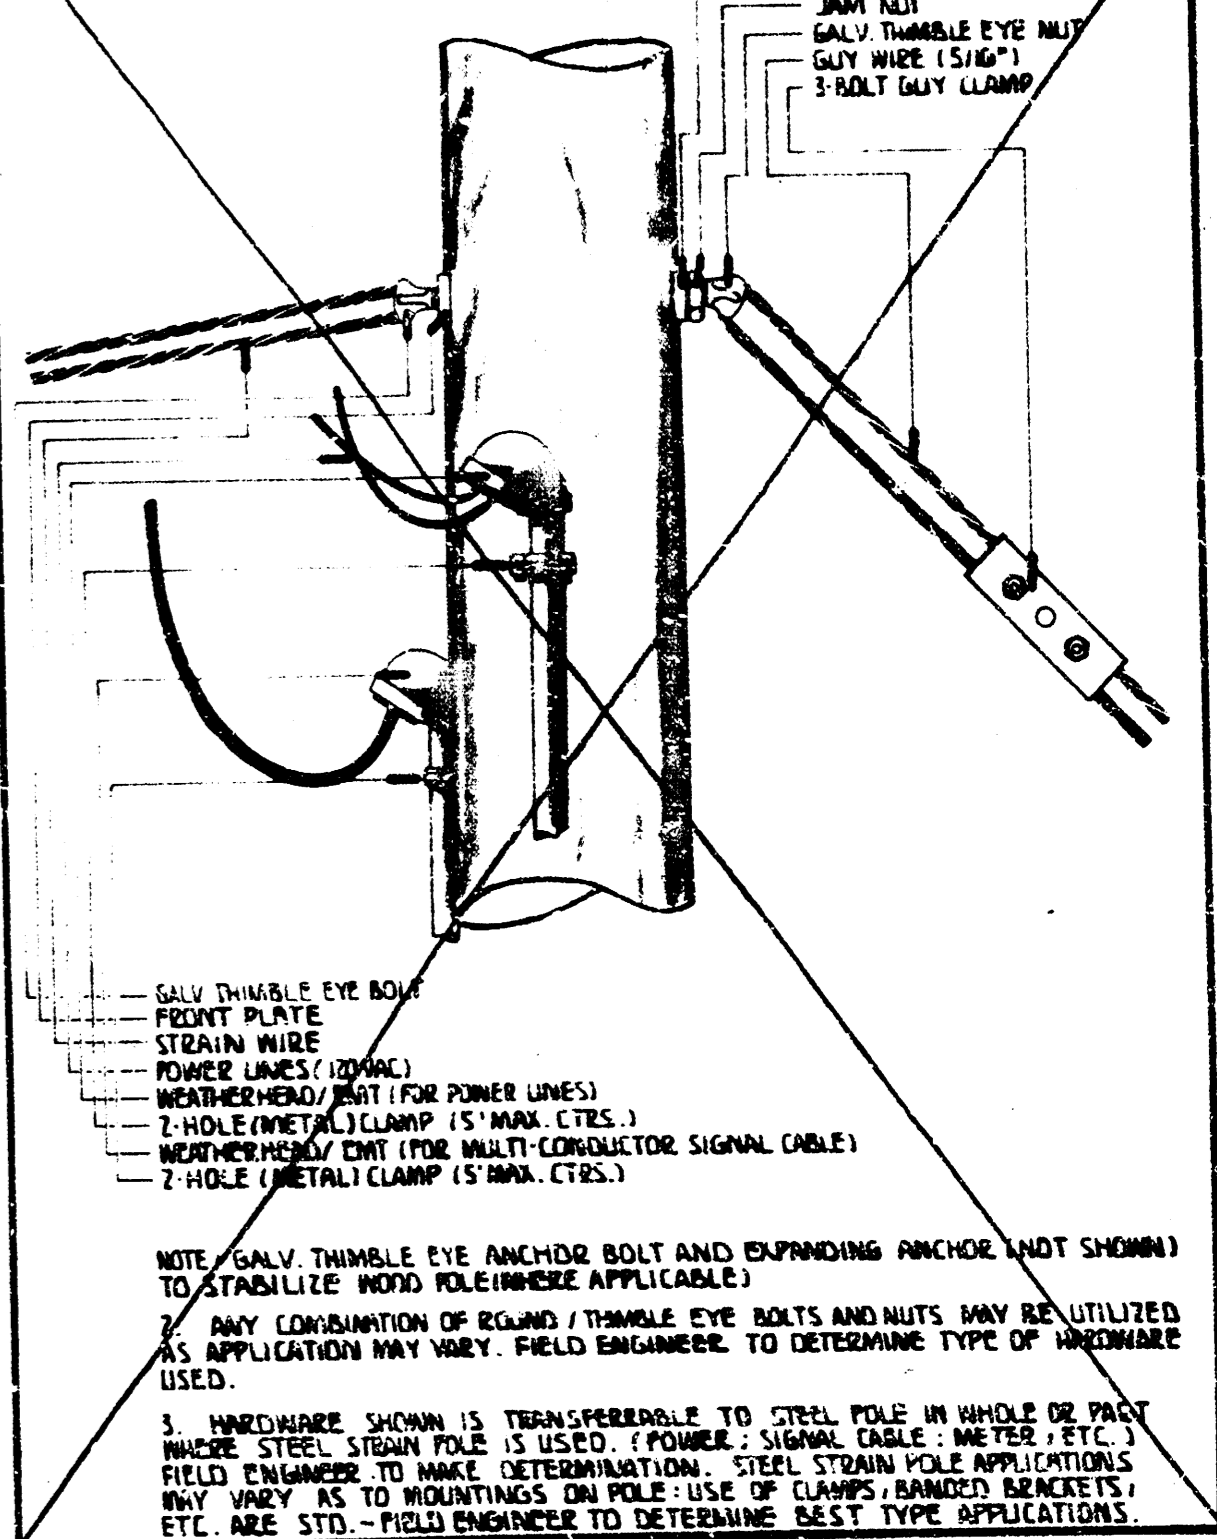 JAM NUT
GALV. THIMBLE EYE NUT
GUY WIRE (5/16")
3-BOLT GUY CLAMP
GALV THIMBLE EYE BOLT
FRONT PLATE
STRAIN WIRE
POWER LINES (120VAC)
WEATHERHEAD/ EMT (FOR POWER LINES)
2-HOLE (METAL) CLAMP (5' MAX. CTRS.)
WEATHERHEAD/ EMT (FOR MULTI-CONDUCTOR SIGNAL CABLE)
2-HOLE (METAL) CLAMP (5' MAX. CTRS.)
NOTE/ GALV. THIMBLE EYE ANCHOR BOLT AND EXPANDING ANCHOR (NOT SHOWN)
TO STABILIZE WOOD POLE (WHERE APPLICABLE)
2. ANY COMBINATION OF ROUND / THIMBLE EYE BOLTS AND NUTS MAY BE UTILIZED
AS APPLICATION MAY VARY. FIELD ENGINEER TO DETERMINE TYPE OF HARDWARE
USED.
3. HARDWARE SHOWN IS TRANSFERRABLE TO STEEL POLE IN WHOLE OR PART
WHERE STEEL STRAIN POLE IS USED. (POWER ; SIGNAL CABLE : METER , ETC.)
FIELD ENGINEER TO MAKE DETERMINATION. STEEL STRAIN POLE APPLICATIONS
MAY VARY AS TO MOUNTINGS ON POLE : USE OF CLAMPS, BANDED BRACKETS,
ETC. ARE STD. - FIELD ENGINEER TO DETERMINE BEST TYPE APPLICATIONS.